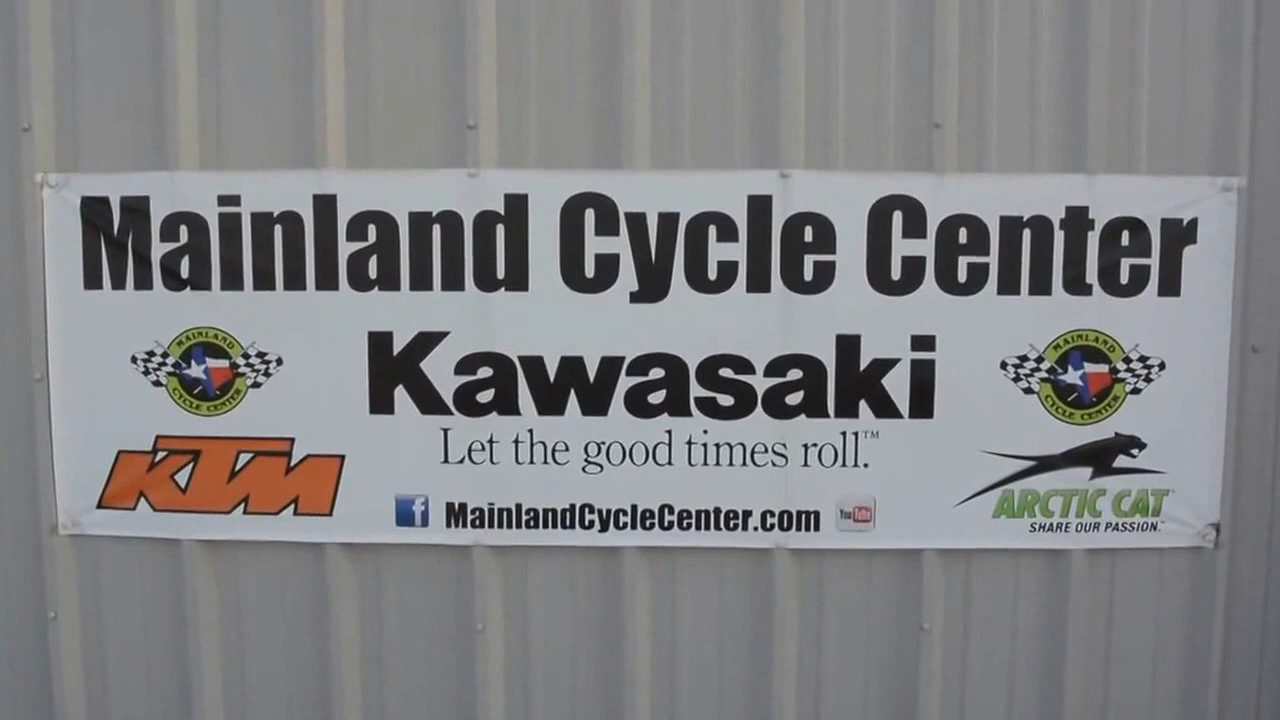 Mainland Cycle Center
MAINLAND
CYCLE CENTER
Kawasaki
Let the good times roll.™
MAINLAND
CYCLE CENTER
KTM
f MainlandCycleCenter.com YouTube
ARCTIC CAT
SHARE OUR PASSION.™